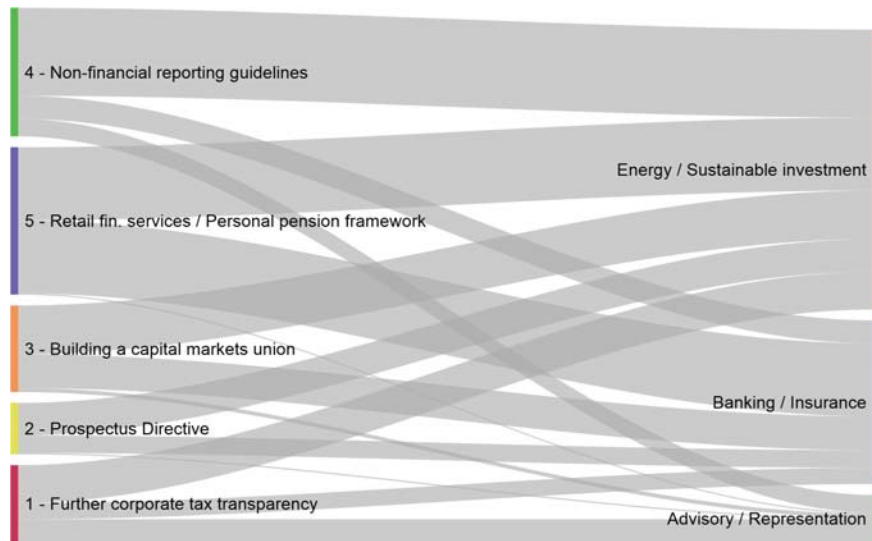 4 - Non-financial reporting guidelines
Energy / Sustainable investment
5 - Retail fin. services / Personal pension framework
3 - Building a capital markets union
Banking / Insurance
2 - Prospectus Directive
1 - Further corporate tax transparency
Advisory / Representation